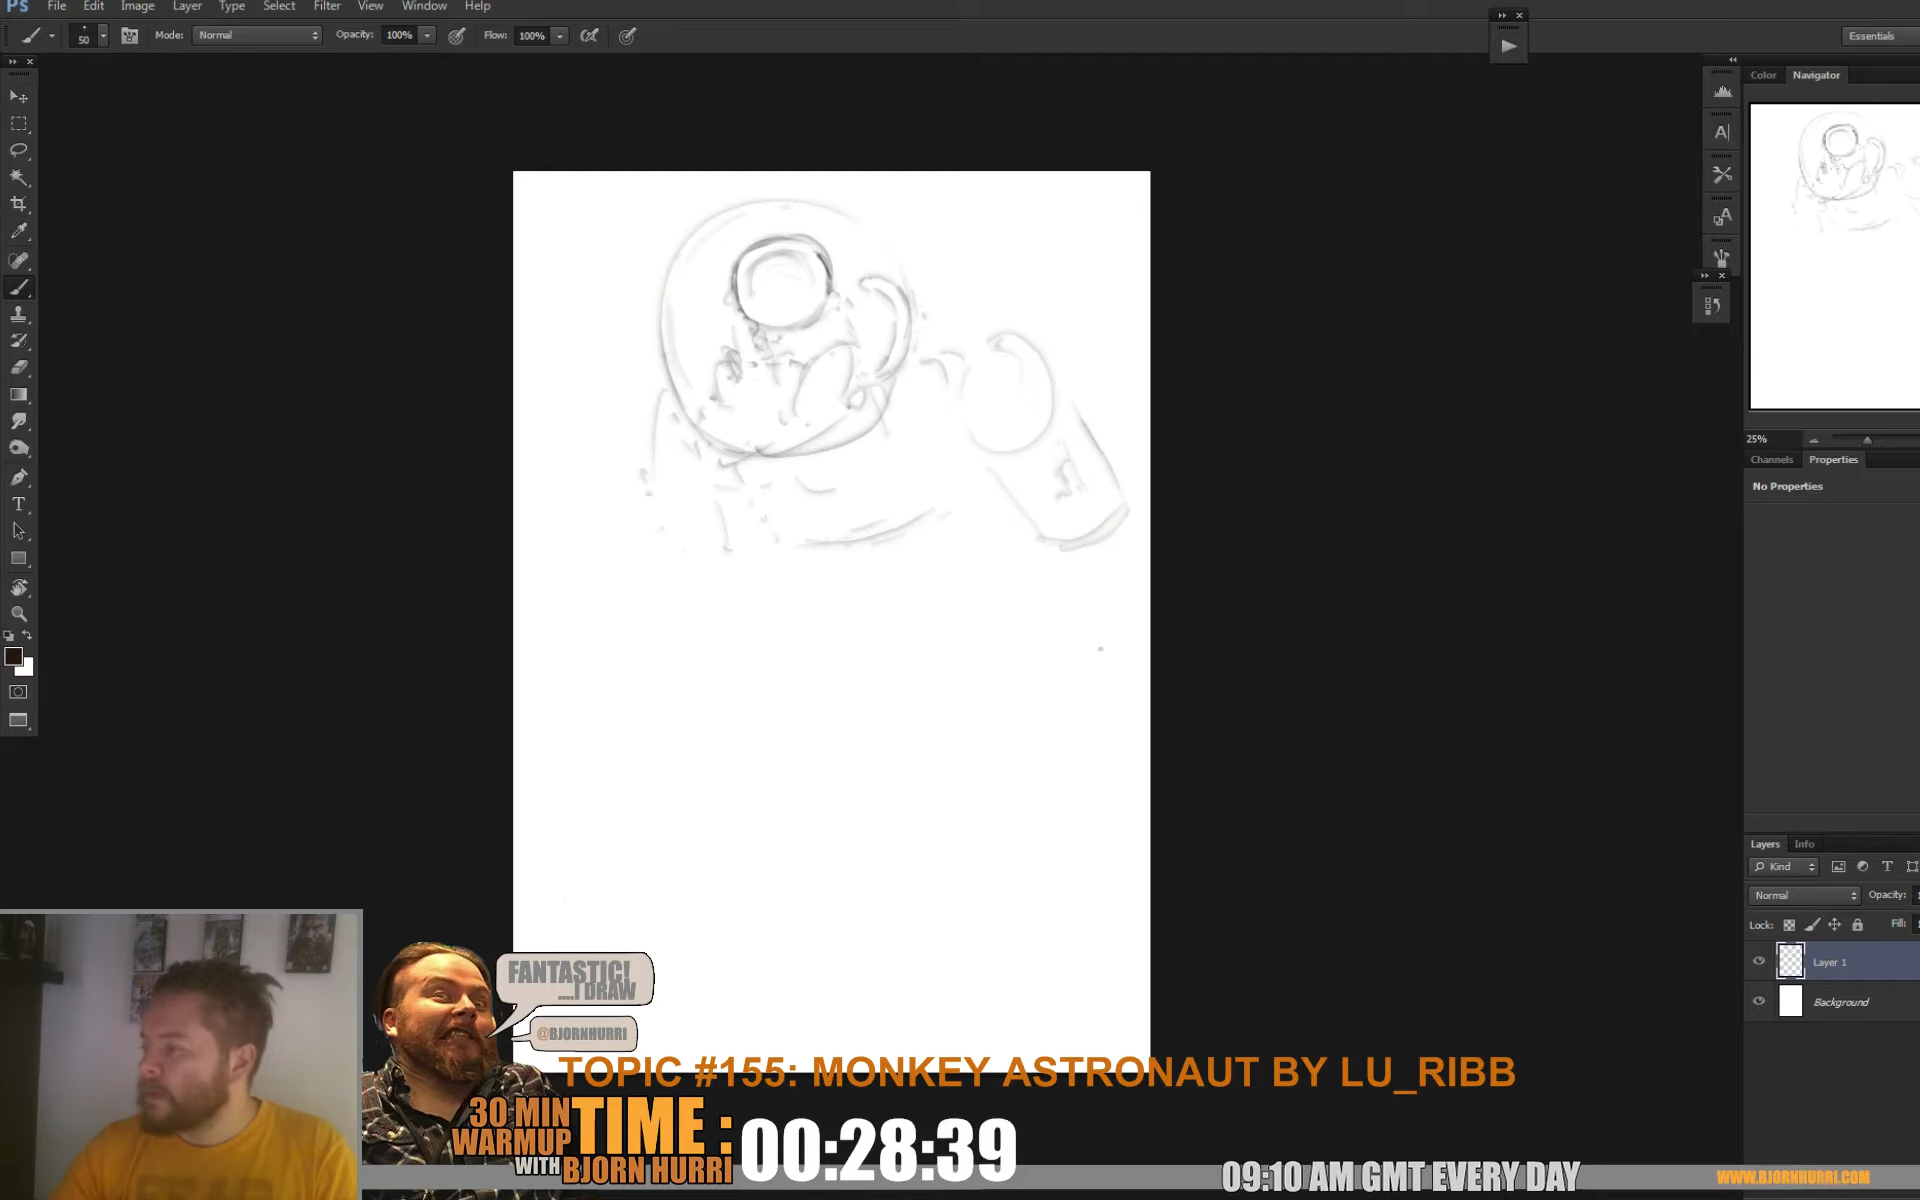 Ps File Edit Image Layer Type Select Filter View Window Help
50 Mode: Normal Opacity: 100% Flow: 100% Essentials
Color Navigator
25%
Channels Properties
No Properties
Layers Info
Kind
Normal Opacity:
Lock: Fill:
Layer 1
Background
FANTASTIC!
....I DRAW
@BJORNHURRI
TOPIC #155: MONKEY ASTRONAUT BY LU_RIBB
30 MIN WARMUP WITH BJORN HURRI
TIME : 00:28:39
09:10 AM GMT EVERY DAY
WWW.BJORNHURRI.COM